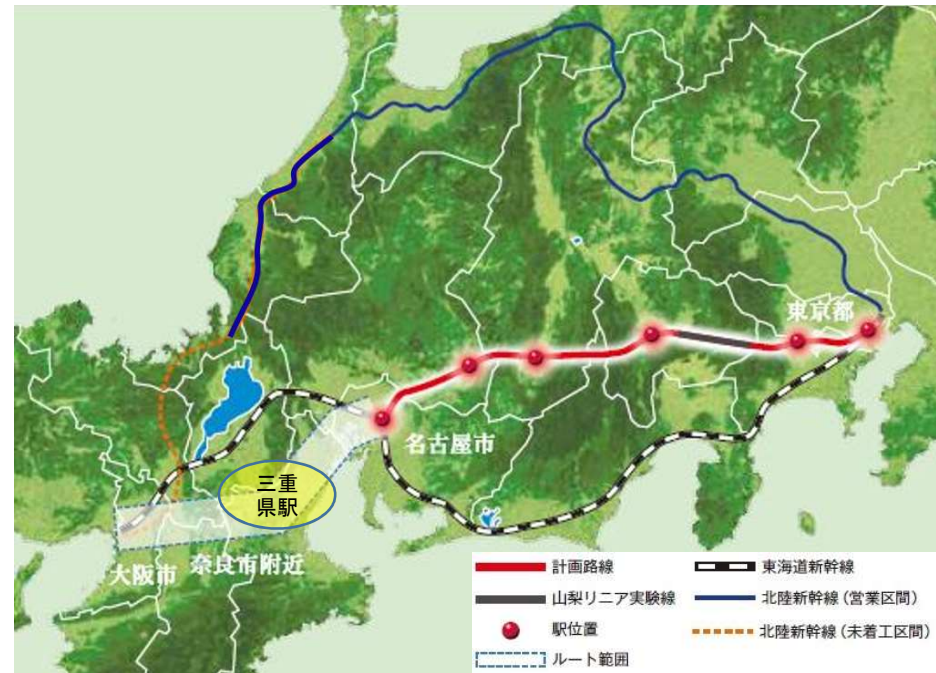 東京都
名古屋市
三重
県駅
奈良市附近
大阪市
計画路線
東海道新幹線
山梨リニア実験線
北陸新幹線(営業区間)
駅位置
北陸新幹線(未着工区間)
ルート範囲